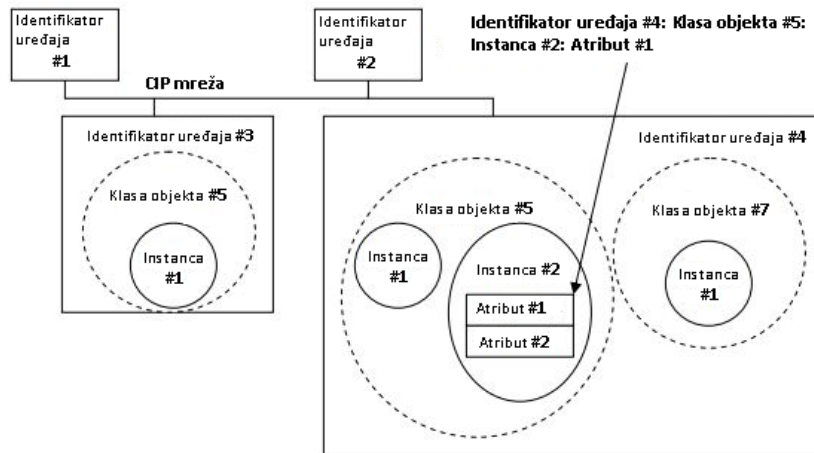 Identifikator
uređaja
#1
Identifikator
uređaja
#2
Identifikator uređaja #4: Klasa objekta #5:
Instanca #2: Atribut #1
CIP mreža
Identifikator uređaja #3
Klasa objekta #5
Instanca
#1
Identifikator uređaja #4
Klasa objekta #5
Instanca
#1
Instanca #2
Atribut #1
Atribut #2
Klasa objekta #7
Instanca
#1